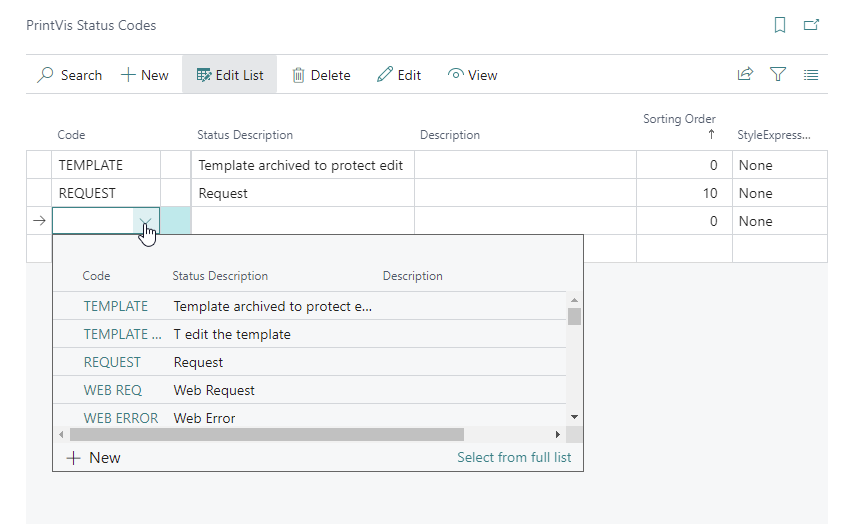 PrintVis Status Codes
Search + New Edit List Delete Edit View
Sorting Order
Code Status Description Description ↑ StyleExpress...
TEMPLATE Template archived to protect edit 0 None
REQUEST Request 10 None
→ 0 None
Code Status Description Description
TEMPLATE Template archived to protect e...
TEMPLATE ... T edit the template
REQUEST Request
WEB REQ Web Request
WEB ERROR Web Error
+ New Select from full list